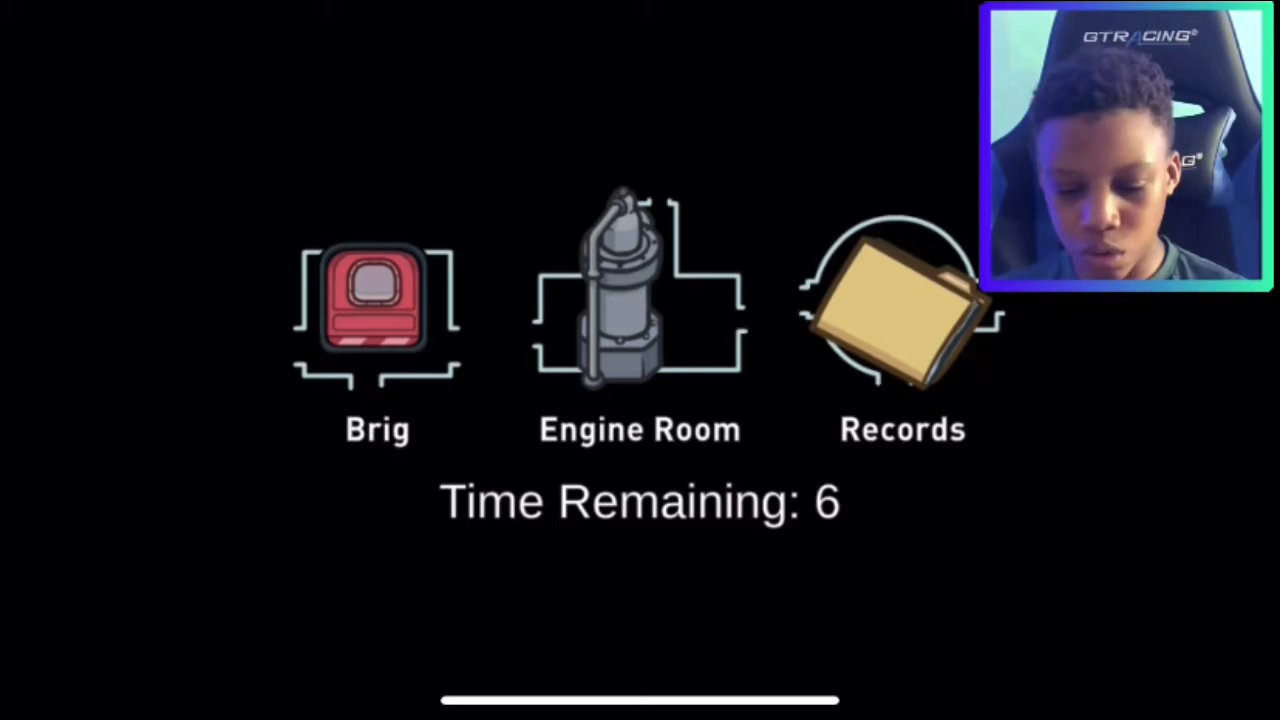 GTRACING®
G®
Brig
Engine Room
Records
Time Remaining: 6